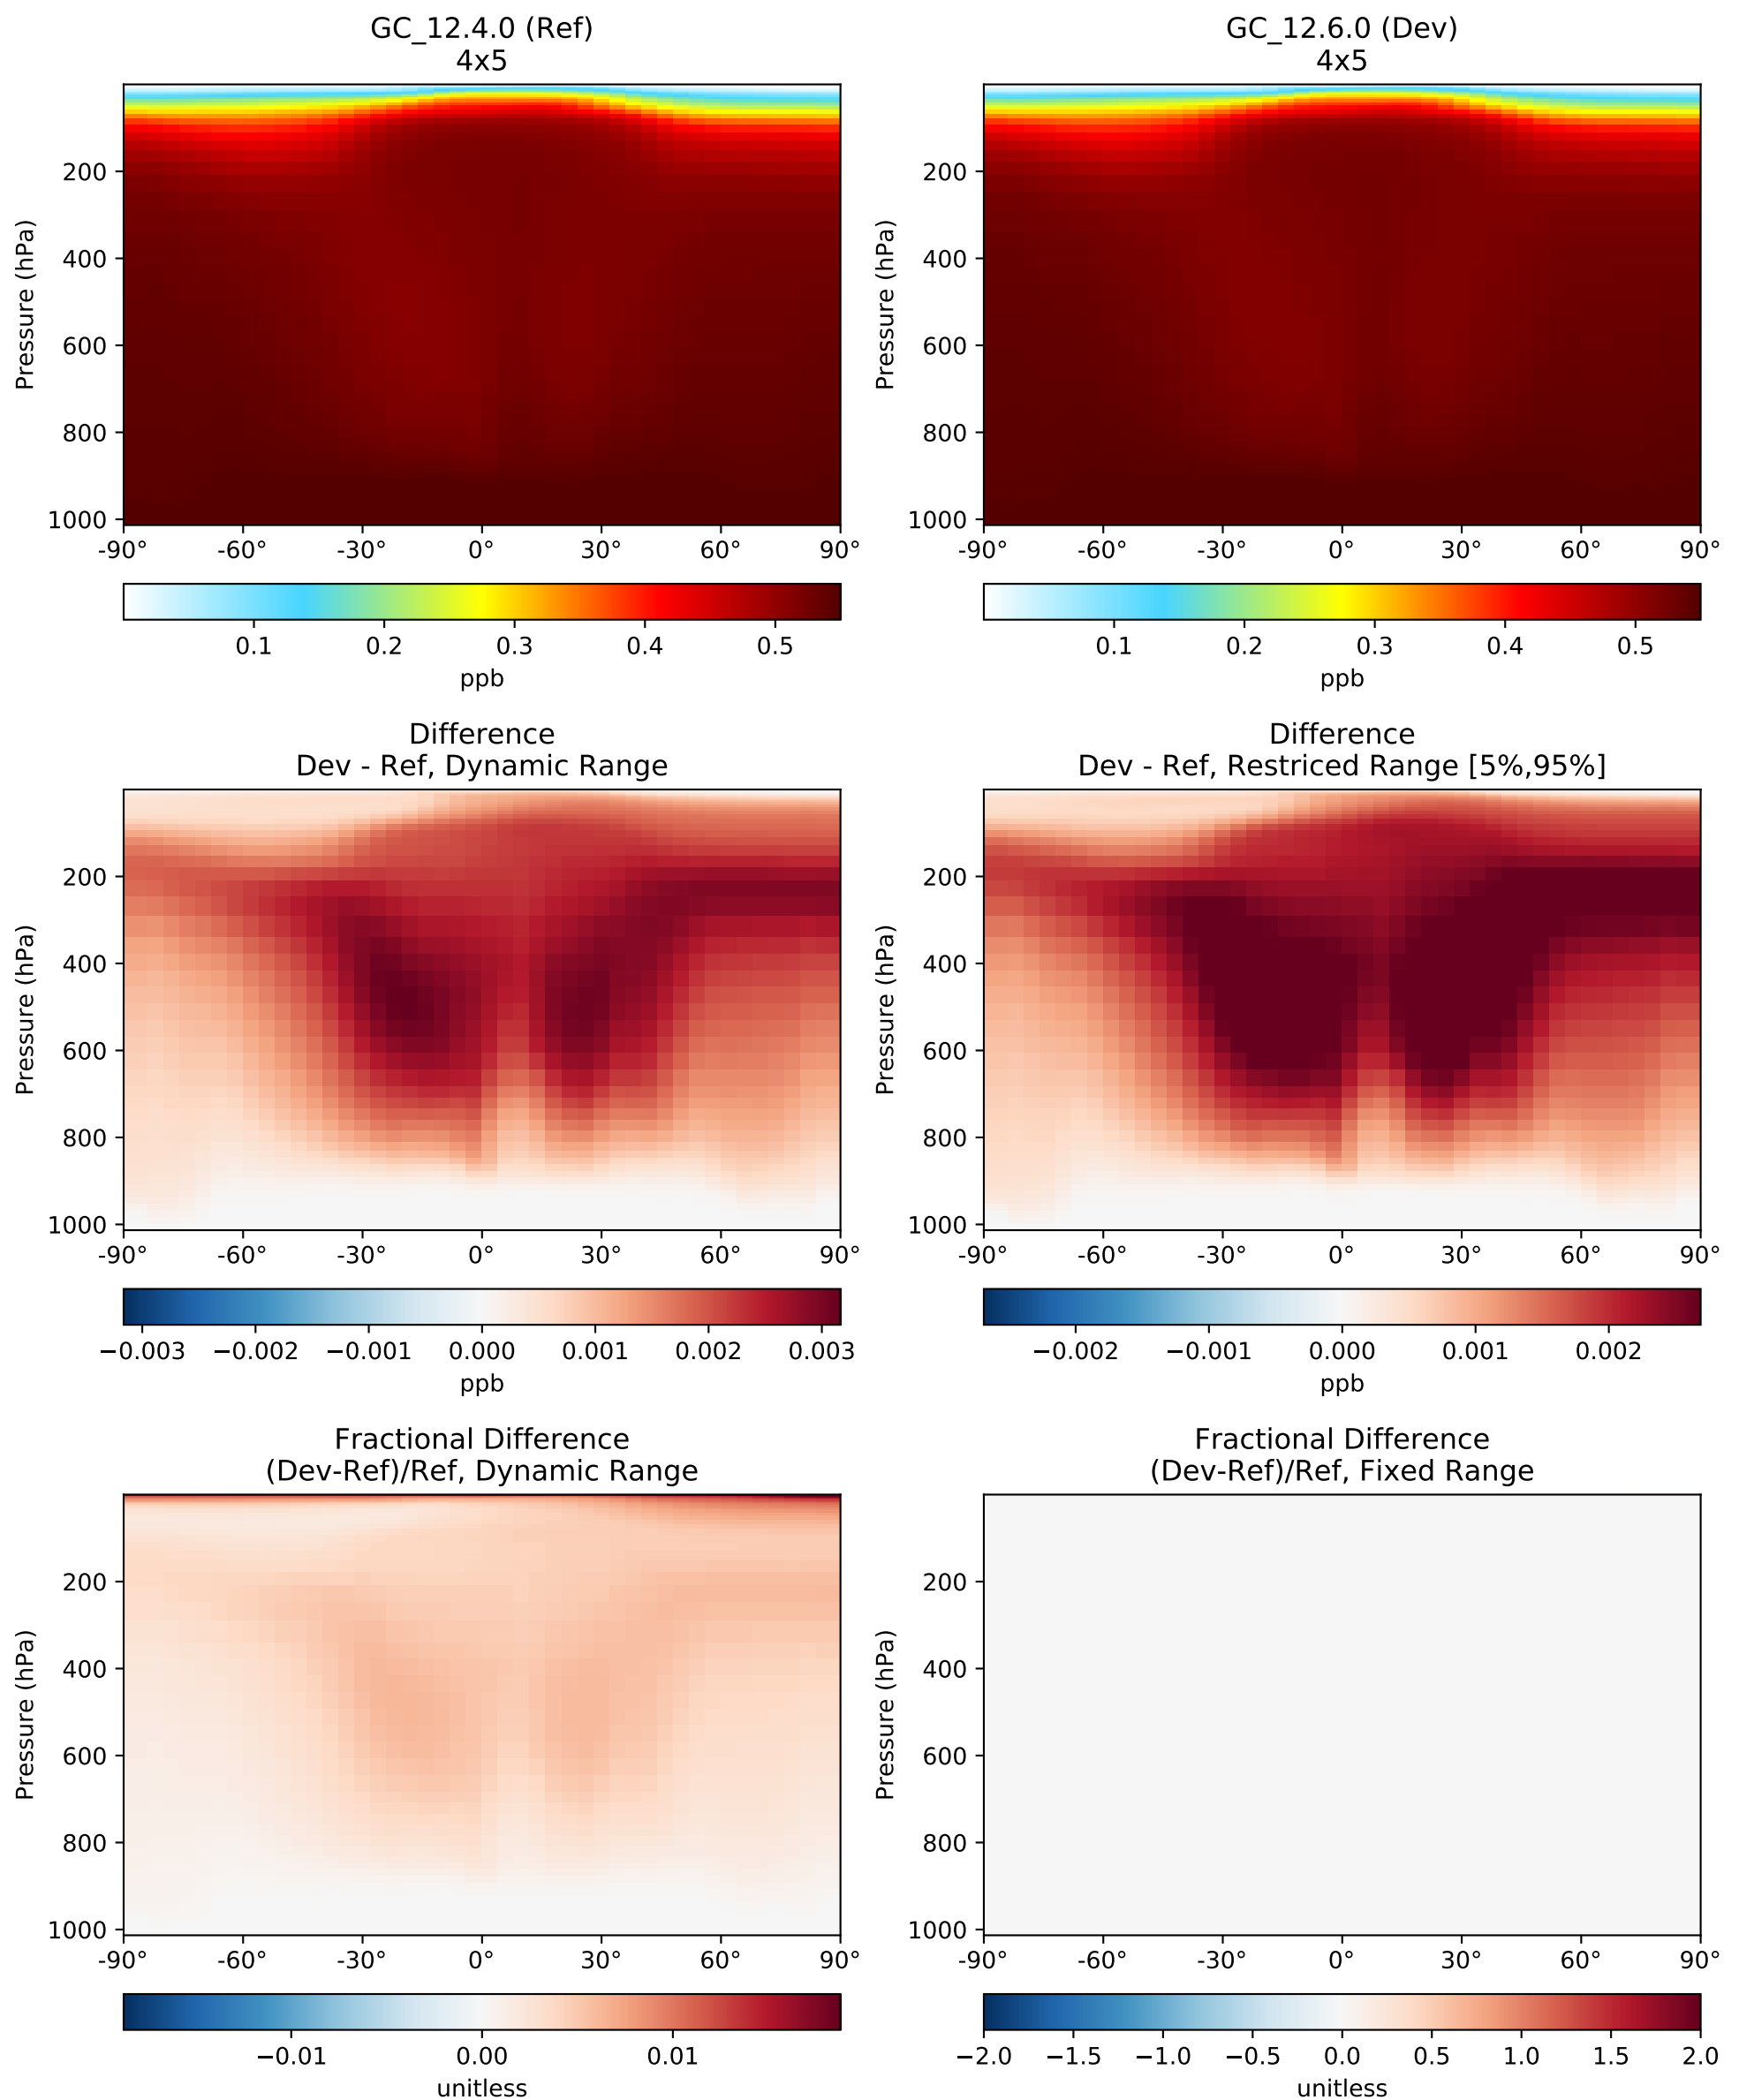 GC_12.4.0 (Ref)
4x5
GC_12.6.0 (Dev)
4x5
Pressure (hPa)
200
400
600
800
1000
-90° -60° -30° 0° 30° 60° 90°
0.1 0.2 0.3 0.4 0.5
ppb
Pressure (hPa)
200
400
600
800
1000
-90° -60° -30° 0° 30° 60° 90°
0.1 0.2 0.3 0.4 0.5
ppb
Difference
Dev - Ref, Dynamic Range
Pressure (hPa)
200
400
600
800
1000
-90° -60° -30° 0° 30° 60° 90°
−0.003 −0.002 −0.001 0.000 0.001 0.002 0.003
ppb
Difference
Dev - Ref, Restriced Range [5%,95%]
Pressure (hPa)
200
400
600
800
1000
-90° -60° -30° 0° 30° 60° 90°
−0.002 −0.001 0.000 0.001 0.002
ppb
Fractional Difference
(Dev-Ref)/Ref, Dynamic Range
Pressure (hPa)
200
400
600
800
1000
-90° -60° -30° 0° 30° 60° 90°
−0.01 0.00 0.01
unitless
Fractional Difference
(Dev-Ref)/Ref, Fixed Range
Pressure (hPa)
200
400
600
800
1000
-90° -60° -30° 0° 30° 60° 90°
−2.0 −1.5 −1.0 −0.5 0.0 0.5 1.0 1.5 2.0
unitless